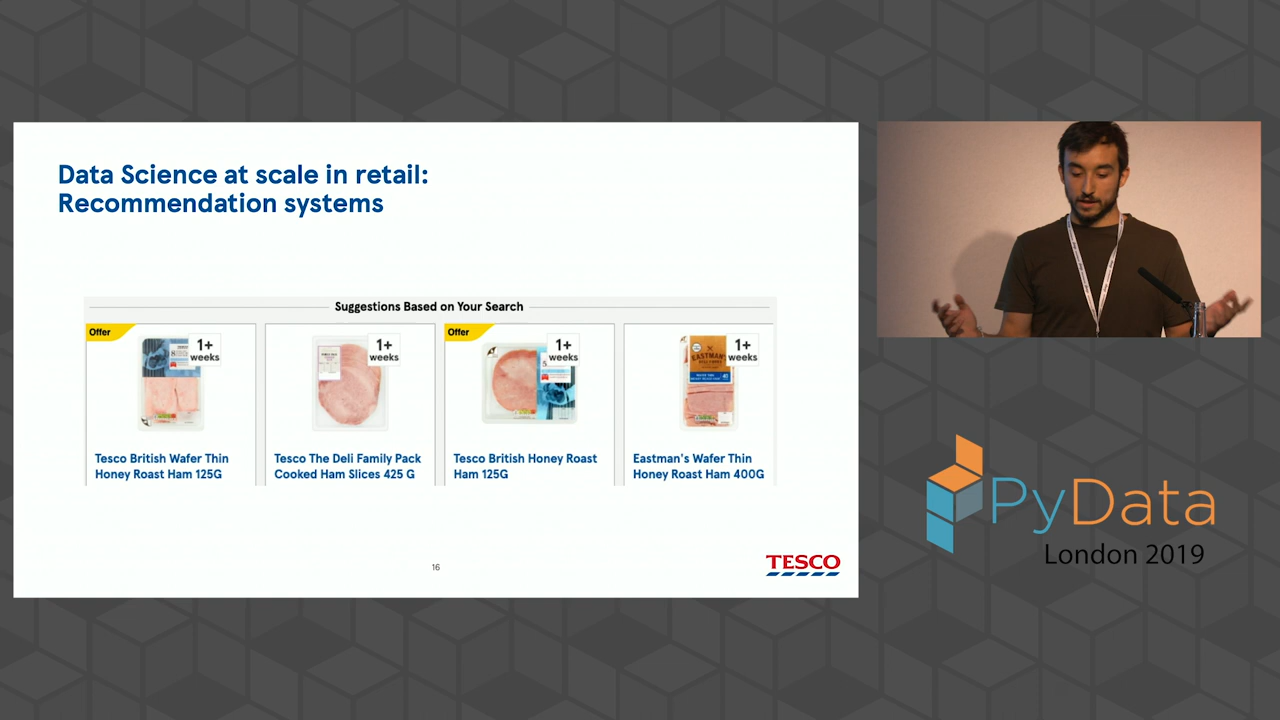 Data Science at scale in retail:
Recommendation systems
Suggestions Based on Your Search
Offer
1+
weeks
Tesco British Wafer Thin
Honey Roast Ham 125G
1+
weeks
Tesco The Deli Family Pack
Cooked Ham Slices 425 G
Offer
1+
weeks
Tesco British Honey Roast
Ham 125G
EASTMAN'S
1+
weeks
Eastman's Wafer Thin
Honey Roast Ham 400G
16
TESCO
PyData
London 2019